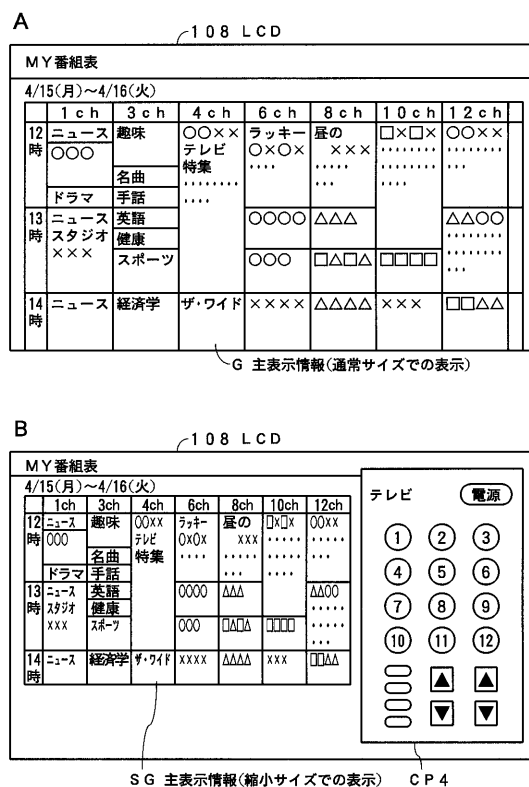 A
108 LCD
MY番組表
4/15(月)～4/16(火)
1ch 3ch 4ch 6ch 8ch 10ch 12ch
12時 ニュース 趣味 ○○×× ラッキー 昼の □×□× ○○××
○○○ テレビ ○×○× ××× ‥‥‥‥ ‥‥‥‥
特集 ‥‥ ‥‥‥‥ ‥‥‥‥ ‥‥‥‥
名曲 ‥‥‥‥ ‥‥ ‥‥‥‥ ‥‥
ドラマ 手話 ‥‥
13時 ニュース 英語 ○○○○ △△△ △△○○
スタジオ 健康 ‥‥‥‥
××× スポーツ ○○○ □△□△ □□□□ ‥‥‥‥
14時 ニュース 経済学 ザ・ワイド ×××× △△△△ ××× □□△△
G 主表示情報(通常サイズでの表示)
B
108 LCD
MY番組表
4/15(月)～4/16(火)
1ch 3ch 4ch 6ch 8ch 10ch 12ch
12時 ニュース 趣味 ○○×× ラッキー 昼の □×□× ○○××
○○○ テレビ ○×○× ××× ‥‥ ‥‥
名曲 特集 ‥‥ ‥‥ ‥‥ ‥‥
ドラマ 手話
13時 ニュース 英語 ○○○○ △△△ △△○○
スタジオ 健康 ‥‥
××× スポーツ ○○○ □△□△ □□□□ ‥‥
14時 ニュース 経済学 ザ・ワイド ×××× △△△△ ××× □□△△
テレビ 電源
1 2 3
4 5 6
7 8 9
10 11 12
▲ ▲
▼ ▼
SG 主表示情報(縮小サイズでの表示) CP4